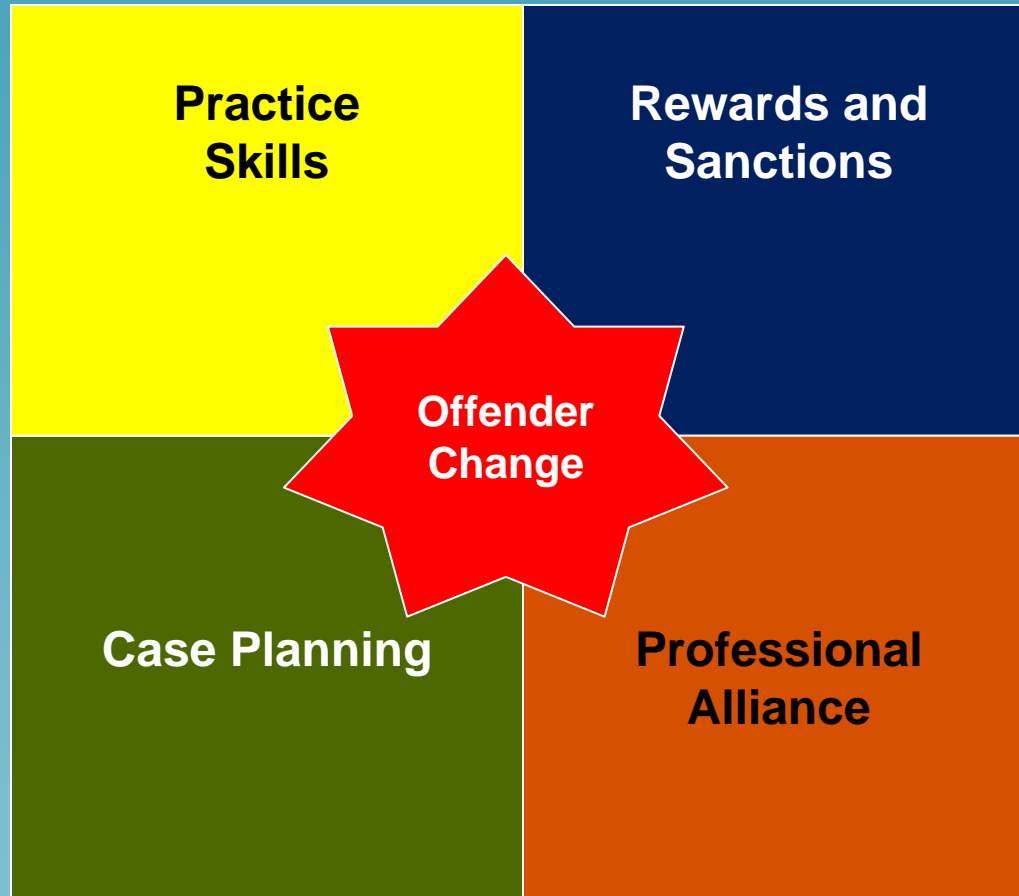 Practice
Skills
Rewards and
Sanctions
Offender
Change
Case Planning
Professional
Alliance